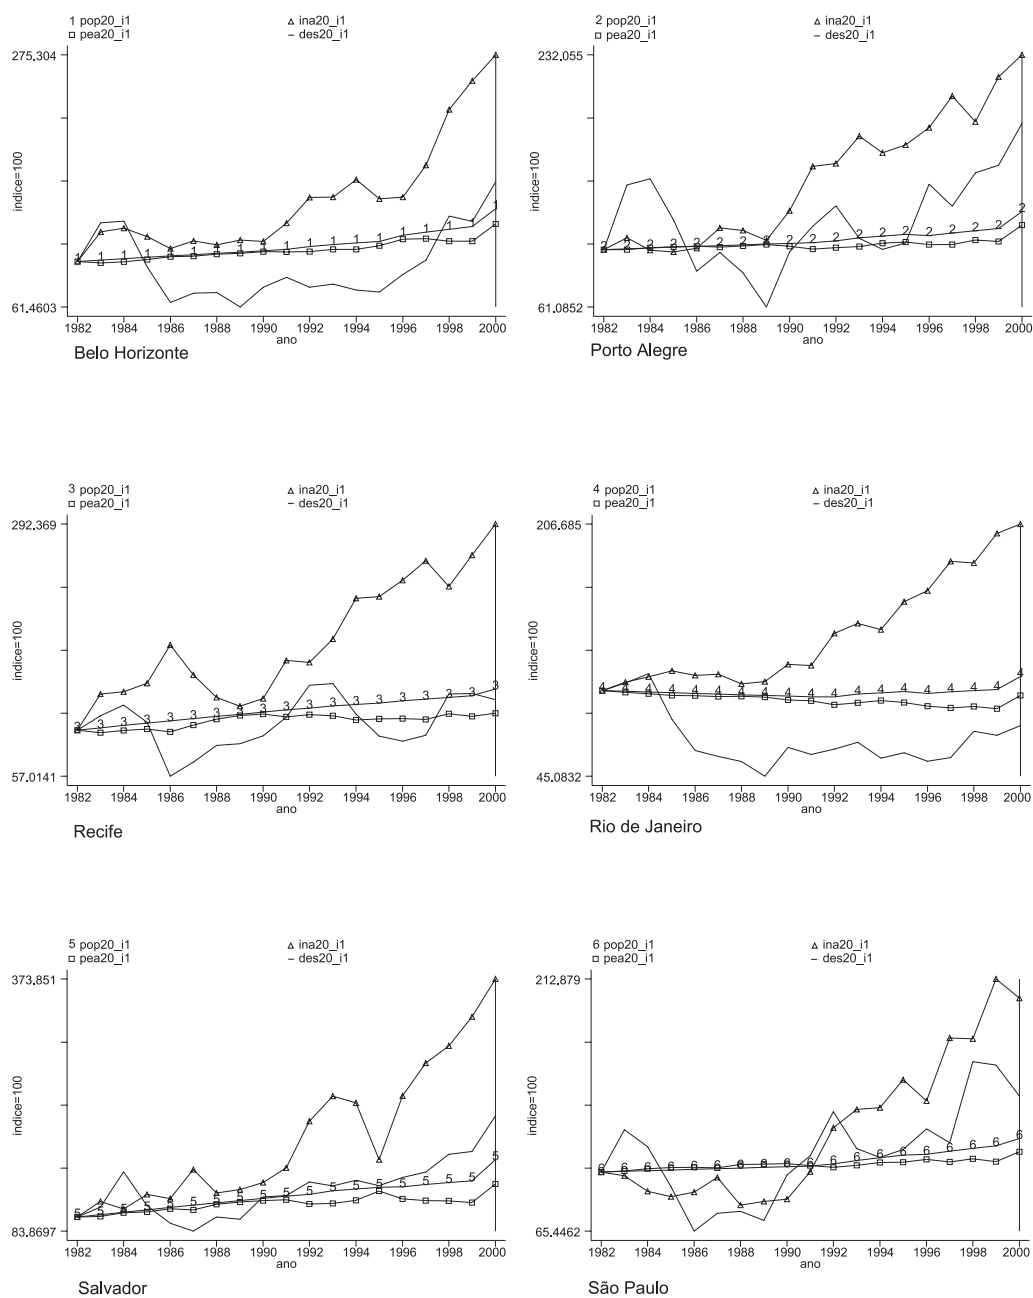 1 pop20_i1 ina20_i1
pea20_i1 – des20_i1
275.304
indice=100
61.4603
1982 1984 1986 1988 1990 1992 1994 1996 1998 2000
ano
Belo Horizonte
2 pop20_i1 ina20_i1
pea20_i1 – des20_i1
232.055
indice=100
61.0852
1982 1984 1986 1988 1990 1992 1994 1996 1998 2000
ano
Porto Alegre
3 pop20_i1 ina20_i1
pea20_i1 – des20_i1
292.369
indice=100
57.0141
1982 1984 1986 1988 1990 1992 1994 1996 1998 2000
ano
Recife
4 pop20_i1 ina20_i1
pea20_i1 – des20_i1
206.685
indice=100
45.0832
1982 1984 1986 1988 1990 1992 1994 1996 1998 2000
ano
Rio de Janeiro
5 pop20_i1 ina20_i1
pea20_i1 – des20_i1
373.851
indice=100
83.8697
1982 1984 1986 1988 1990 1992 1994 1996 1998 2000
ano
Salvador
6 pop20_i1 ina20_i1
pea20_i1 – des20_i1
212.879
indice=100
65.4462
1982 1984 1986 1988 1990 1992 1994 1996 1998 2000
ano
São Paulo